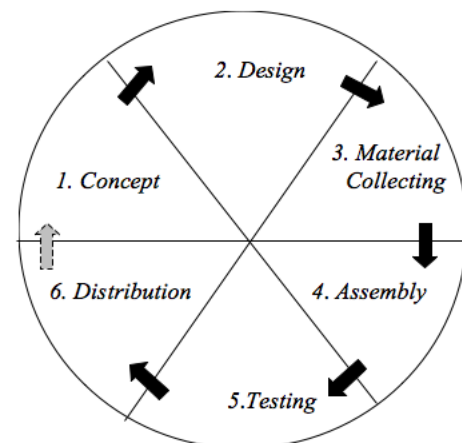 2. Design
3. Material
Collecting
1. Concept
6. Distribution
4. Assembly
5.Testing